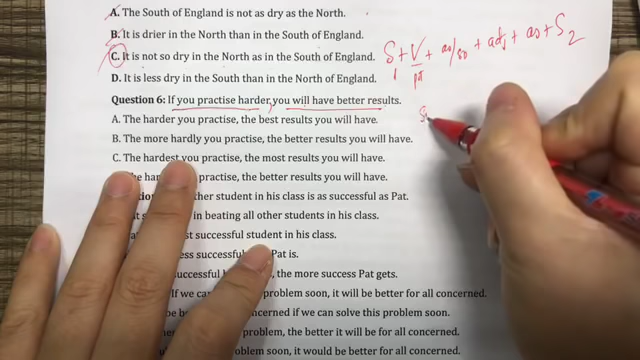 A. The South of England is not as dry as the North.
B. It is drier in the North than in the South of England.
C. It is not so dry in the North as in the South of England.
D. It is less dry in the South than in the North of England.
S + V + as/so + adj + as + S2
pt
Question 6: If you practise harder, you will have better results.
A. The harder you practise, the best results you will have.
B. The more hardly you practise, the better results you will have.
C. The hardest you practise, the most results you will have.
The ha practise, the better results you will have.
other student in his class is as successful as Pat.
in beating all other students in his class.
st successful student in his class.
ess successful Pat is.
successful the more success Pat gets.
If we can problem soon, it will be better for all concerned.
concerned if we can solve this problem soon.
problem, the better it will be for all concerned.
problem soon, it would be better for all concerned.